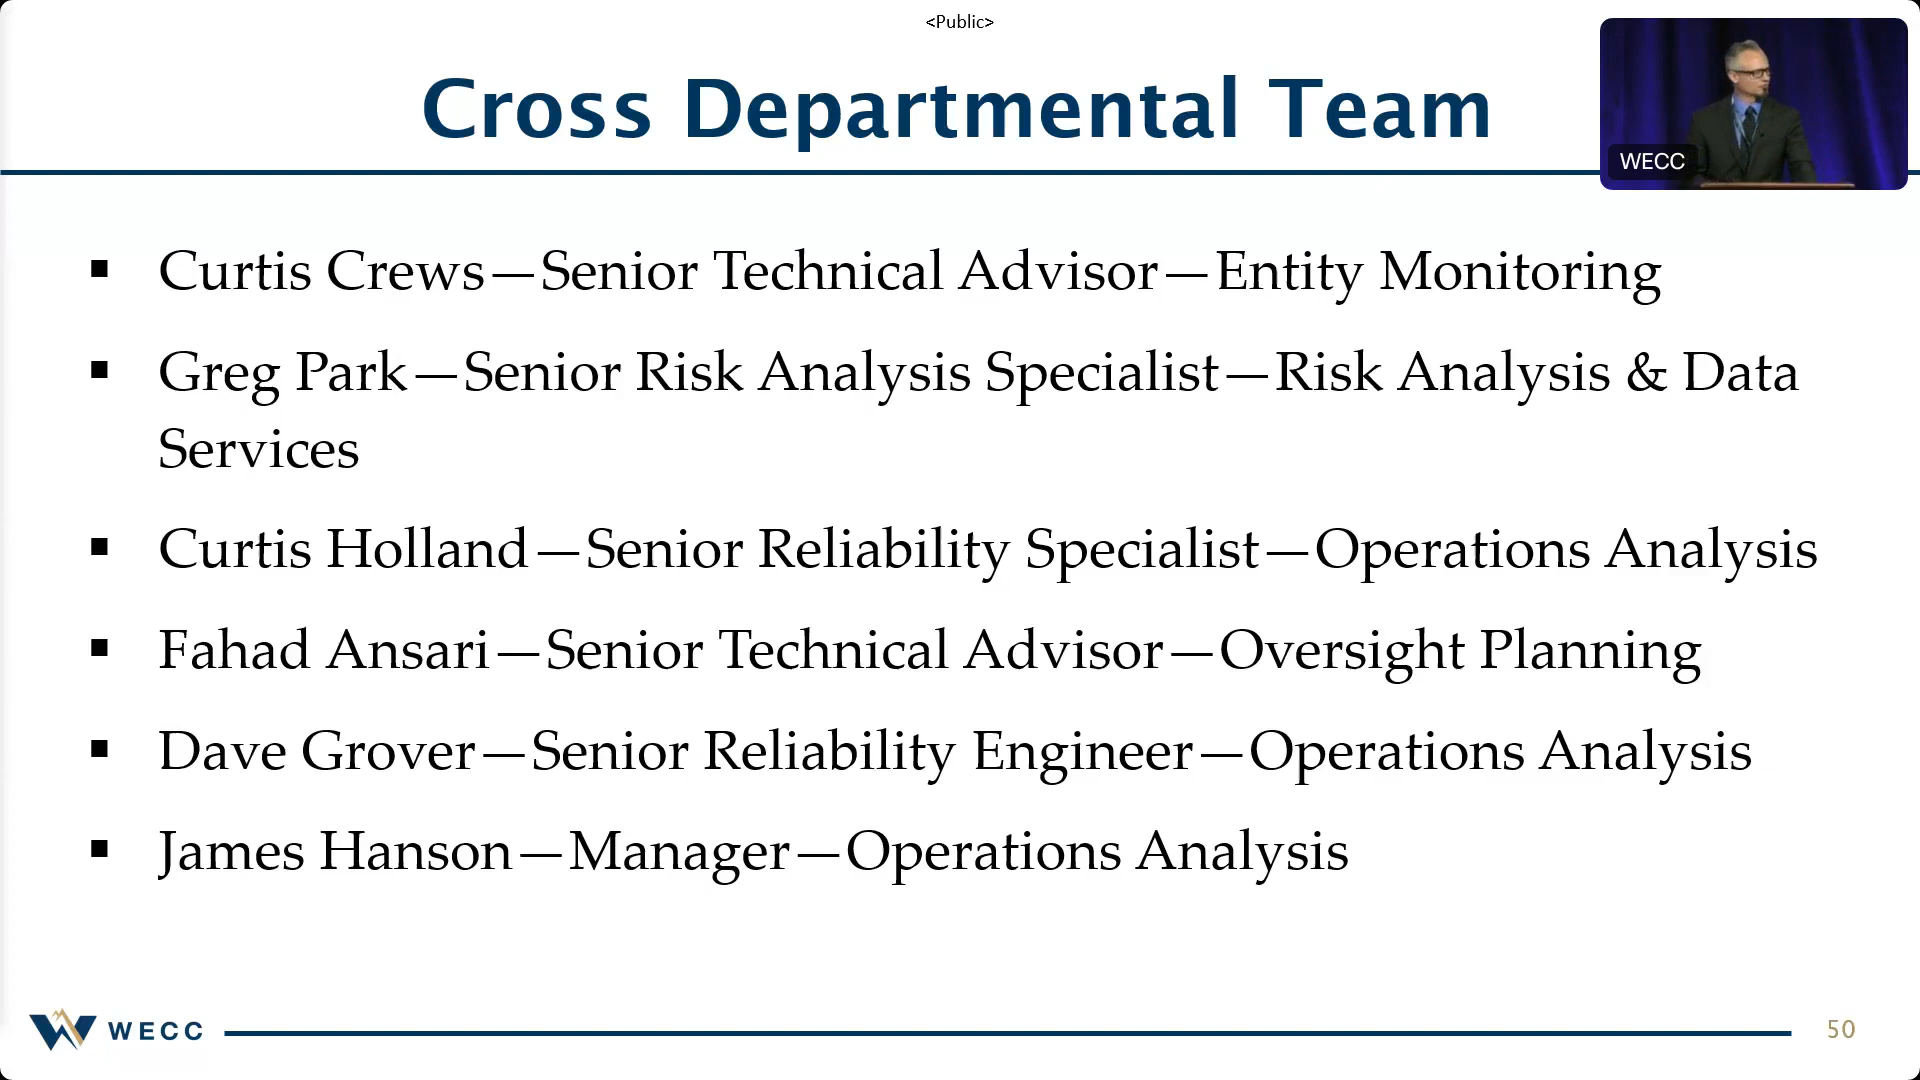 <Public>
Cross Departmental Team
WECC
▪ Curtis Crews—Senior Technical Advisor—Entity Monitoring
▪ Greg Park—Senior Risk Analysis Specialist—Risk Analysis & Data
Services
▪ Curtis Holland—Senior Reliability Specialist—Operations Analysis
▪ Fahad Ansari—Senior Technical Advisor—Oversight Planning
▪ Dave Grover—Senior Reliability Engineer—Operations Analysis
▪ James Hanson—Manager—Operations Analysis
WECC
50